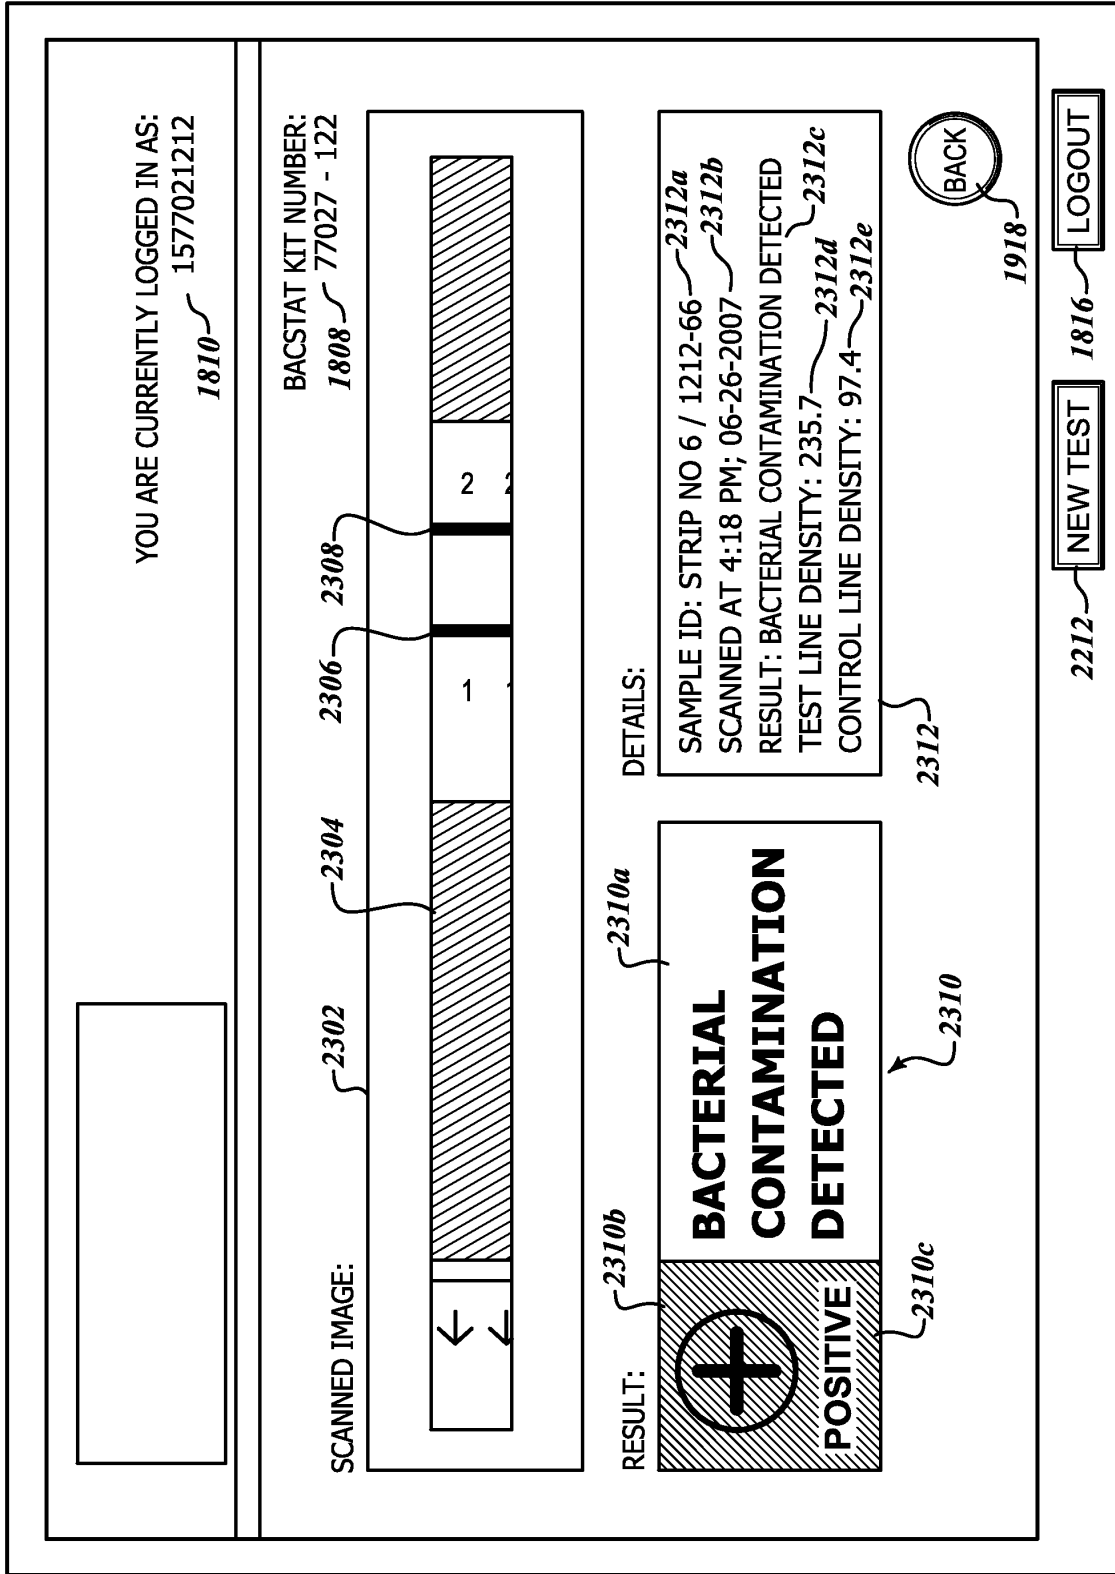 YOU ARE CURRENTLY LOGGED IN AS:
1810 157702121​2
BACSTAT KIT NUMBER:
1808 77027 - 122
SCANNED IMAGE:
2302
2304
2306
2308
1
2
RESULT:
2310b
2310a
POSITIVE
BACTERIAL
CONTAMINATION
DETECTED
2310c
2310
DETAILS:
SAMPLE ID: STRIP NO 6 / 1212-66 2312a
SCANNED AT 4:18 PM; 06-26-2007 2312b
RESULT: BACTERIAL CONTAMINATION DETECTED
2312c
TEST LINE DENSITY: 235.7 2312d
CONTROL LINE DENSITY: 97.4 2312e
2312
BACK
1918
2212 NEW TEST
1816 LOGOUT